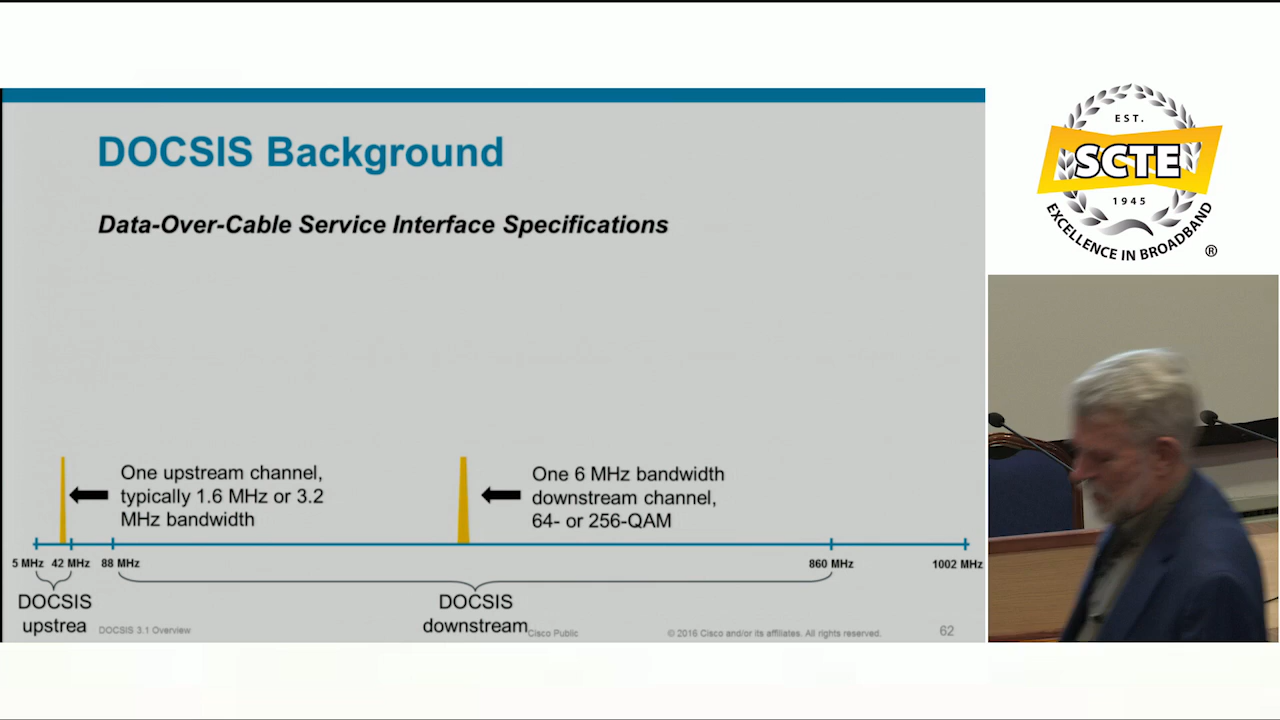 DOCSIS Background
Data-Over-Cable Service Interface Specifications
One upstream channel,
typically 1.6 MHz or 3.2
MHz bandwidth
One 6 MHz bandwidth
downstream channel,
64- or 256-QAM
5 MHz 42 MHz 88 MHz 860 MHz 1002 MHz
DOCSIS
upstrea
DOCSIS
downstream
DOCSIS 3.1 Overview
Cisco Public
© 2016 Cisco and/or its affiliates. All rights reserved.
62
EST.
SCTE
1945
EXCELLENCE IN BROADBAND
®